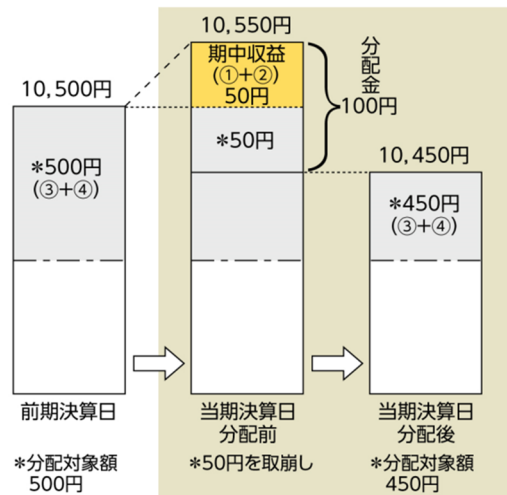 10,550円
期中収益
(①+②)
50円
分配金
100円
10,500円
*50円
10,450円
*500円
(③+④)
*450円
(③+④)
前期決算日
当期決算日
分配前
当期決算日
分配後
*分配対象額
500円
*50円を取崩し
*分配対象額
450円